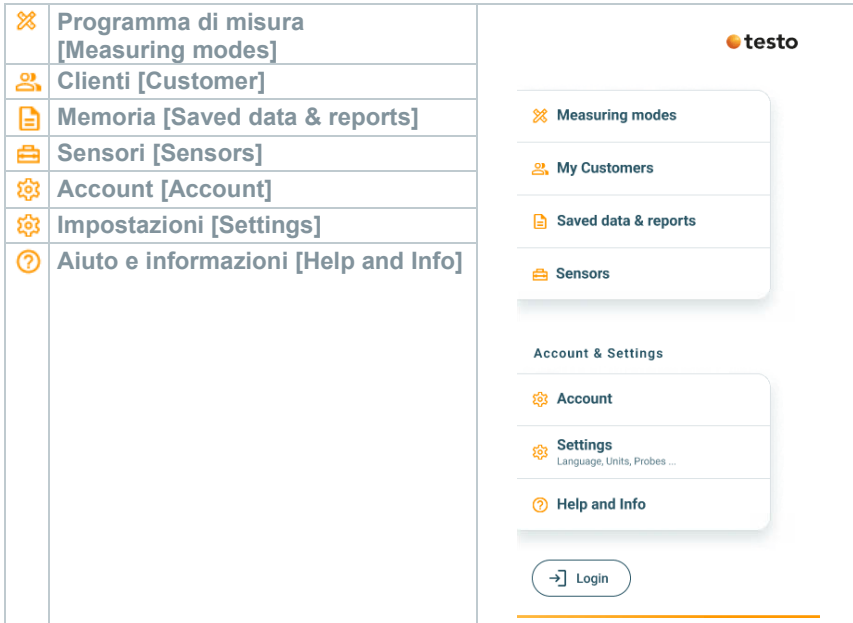 Programma di misura
[Measuring modes]
Clienti [Customer]
Memoria [Saved data & reports]
Sensori [Sensors]
Account [Account]
Impostazioni [Settings]
Aiuto e informazioni [Help and Info]
testo
Measuring modes
My Customers
Saved data & reports
Sensors
Account & Settings
Account
Settings
Language, Units, Probes ...
Help and Info
Login